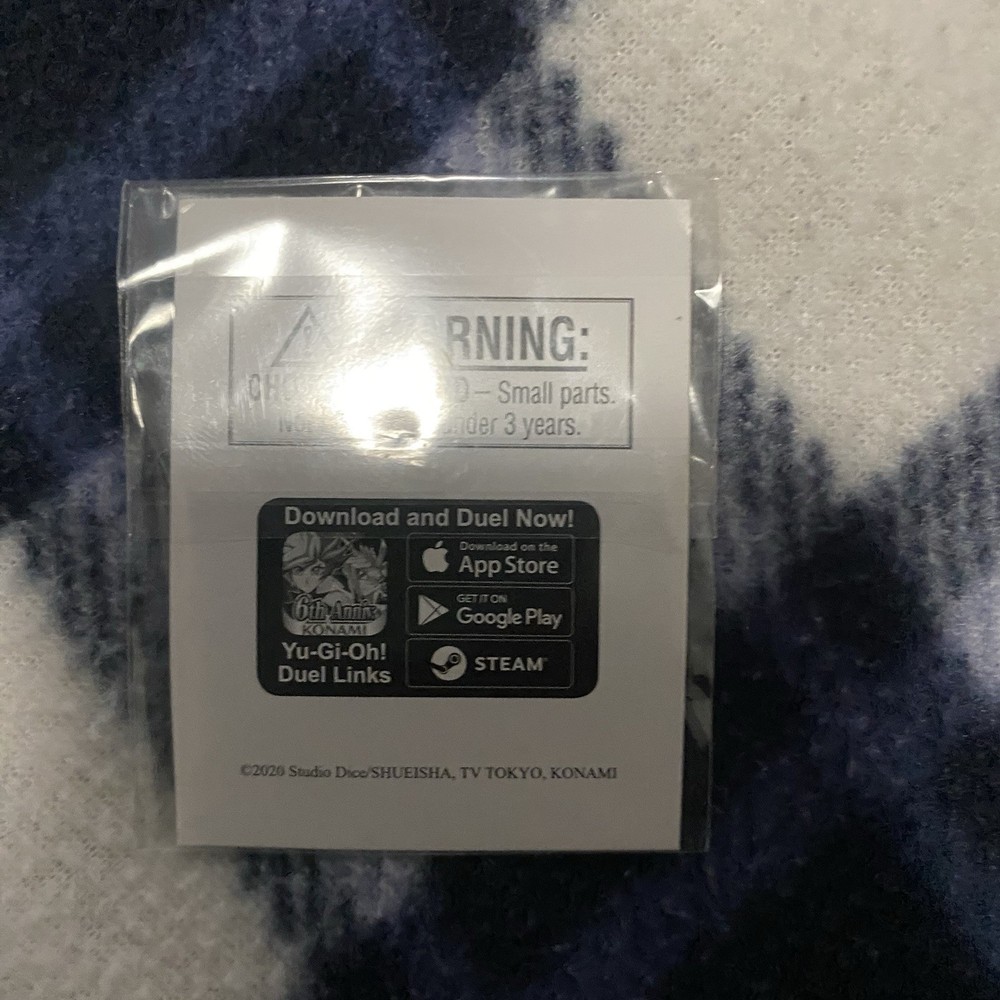 RNING:
– Small parts.
under 3 years.
Download and Duel Now!
6th Anniv
KONAMI
Yu-Gi-Oh!
Duel Links
Download on the
App Store
GET IT ON
Google Play
STEAM
©2020 Studio Dice/SHUEISHA, TV TOKYO, KONAMI